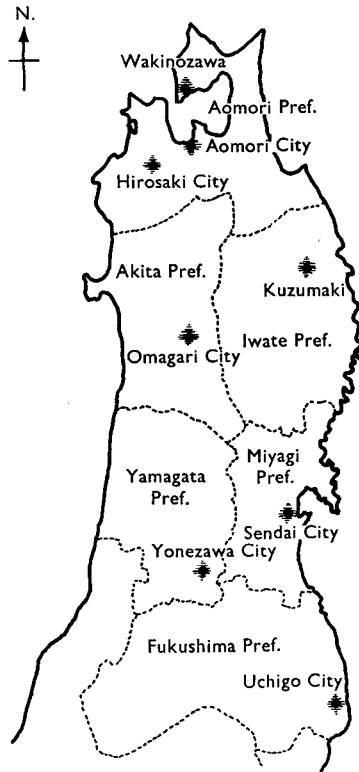 N.
Wakinozawa
Aomori Pref.
Aomori City
Hirosaki City
Akita Pref.
Kuzumaki
Omagari City
Iwate Pref.
Miyagi
Pref.
Yamagata
Pref.
Sendai City
Yonezawa City
Fukushima Pref.
Uchigo City